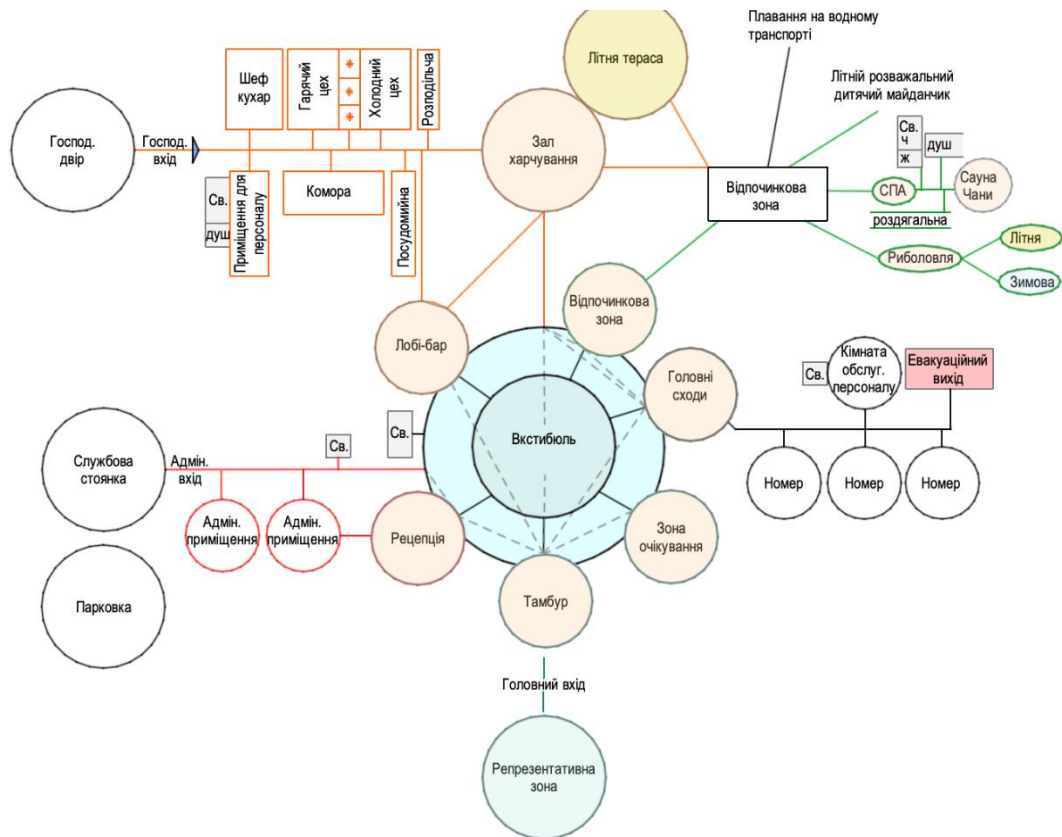 Плавання на водному
транспорті
Літня тераса
Літній розважальний
дитячий майданчик
Шеф
кухар
Гарячий
цех
Холодний
цех
Розподільча
Господ.
двір
Господ.
вхід
Зал
харчування
Св.
ч
ж
душ
Сауна
Чани
СПА
роздягальна
Відпочинкова
зона
Св.
душ
Приміщення для
персоналу
Комора
Посудомийна
Риболовля
Літня
Зимова
Відпочинкова
зона
Лобі-бар
Головні
сходи
Св.
Кімната
обслуг.
персоналу
Евакуаційний
вихід
Св.
Св.
Вкстибюль
Службова
стоянка
Адмін.
вхід
Номер
Номер
Номер
Адмін.
приміщення
Адмін.
приміщення
Рецепція
Зона
очікування
Парковка
Тамбур
Головний вхід
Репрезентативна
зона